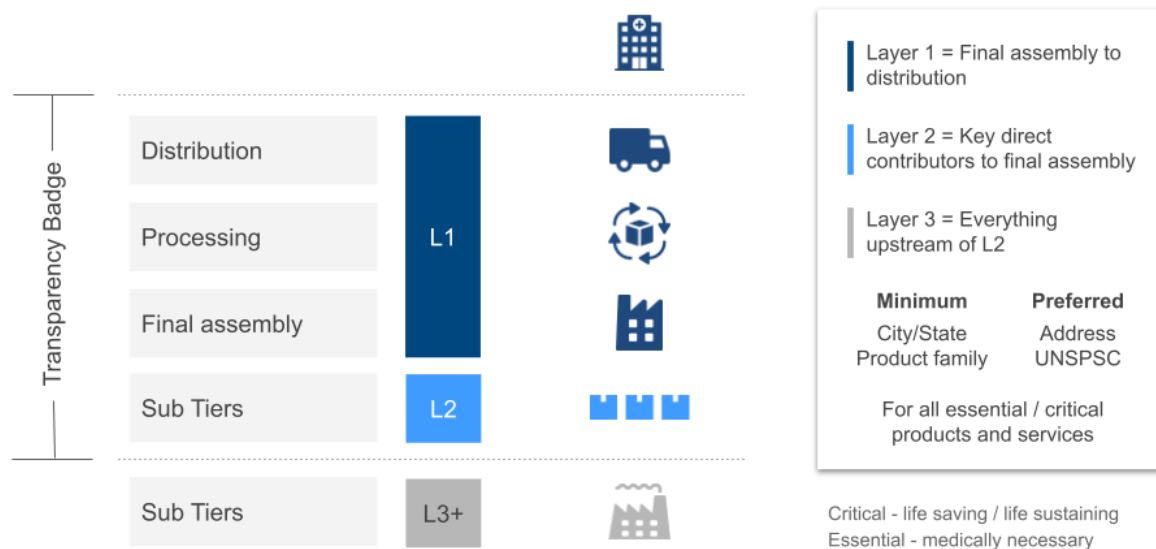 Transparency Badge
Distribution
Processing
Final assembly
Sub Tiers
Sub Tiers
L1
L2
L3+
Layer 1 = Final assembly to
distribution
Layer 2 = Key direct
contributors to final assembly
Layer 3 = Everything
upstream of L2
Minimum Preferred
City/State Address
Product family UNSPSC
For all essential / critical
products and services
Critical - life saving / life sustaining
Essential - medically necessary